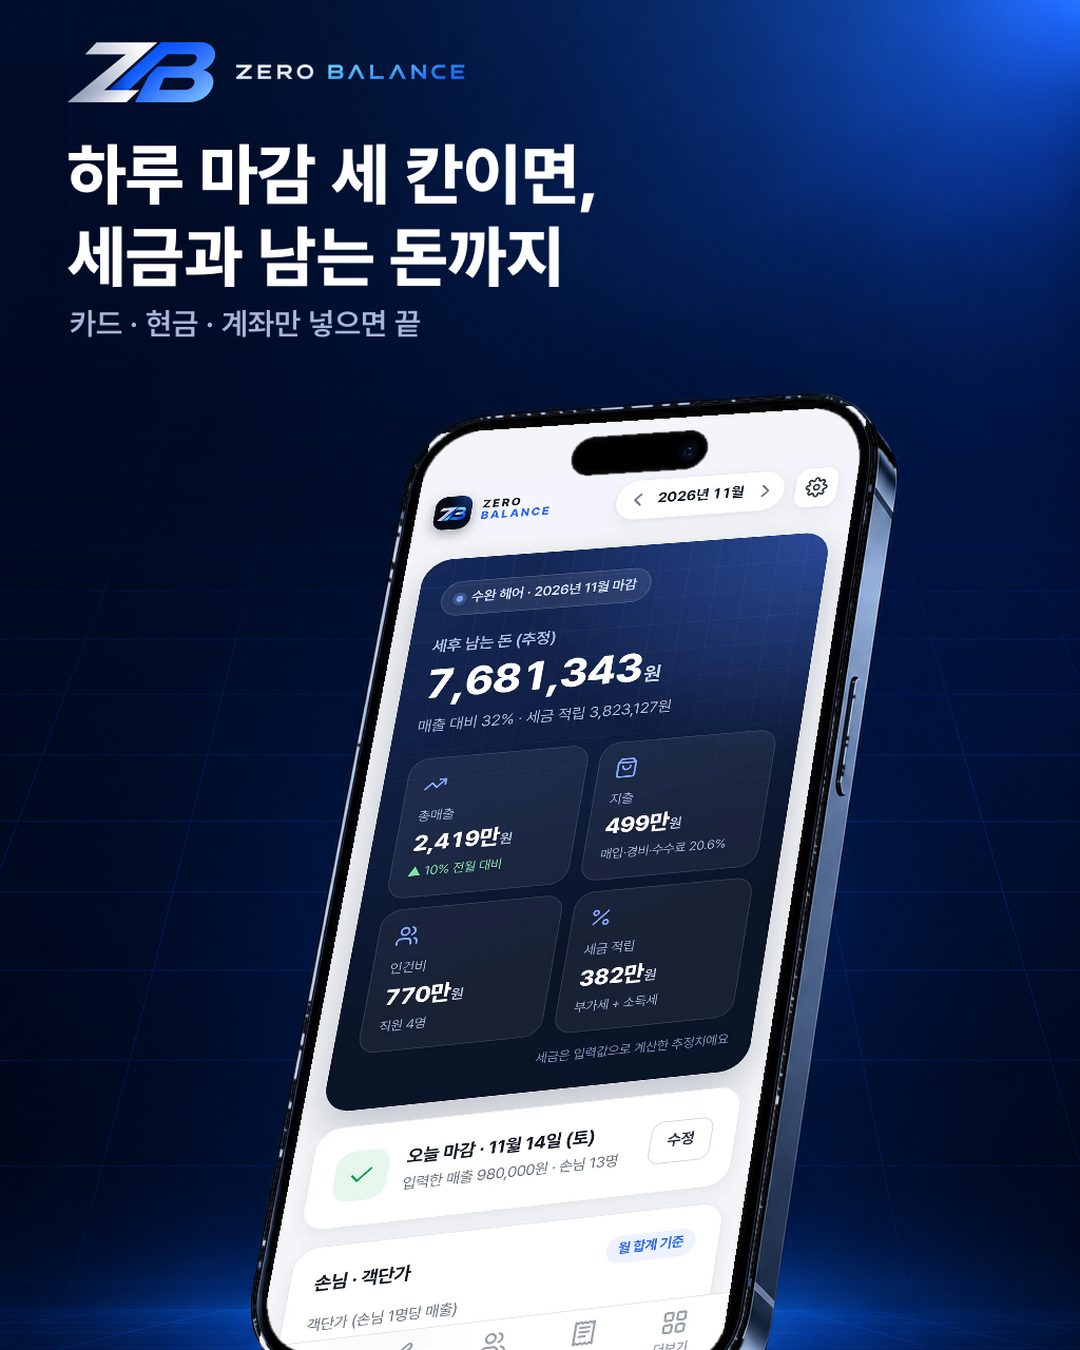 ZB ZERO BALANCE
하루 마감 세 칸이면,
세금과 남는 돈까지
카드 · 현금 · 계좌만 넣으면 끝
ZB ZERO BALANCE
2026년 11월
수완 헤어 · 2026년 11월 마감
세후 남는 돈 (추정)
7,681,343원
매출 대비 32% · 세금 적립 3,823,127원
총매출
2,419만원
▲ 10% 전월 대비
지출
499만원
매입·경비·수수료 20.6%
인건비
770만원
직원 4명
세금 적립
382만원
부가세 + 소득세
세금은 입력값으로 계산한 추정치예요
오늘 마감 · 11월 14일 (토)
입력한 매출 980,000원 · 손님 13명
수정
손님 · 객단가
월 합계 기준
객단가 (손님 1명당 매출)
더보기